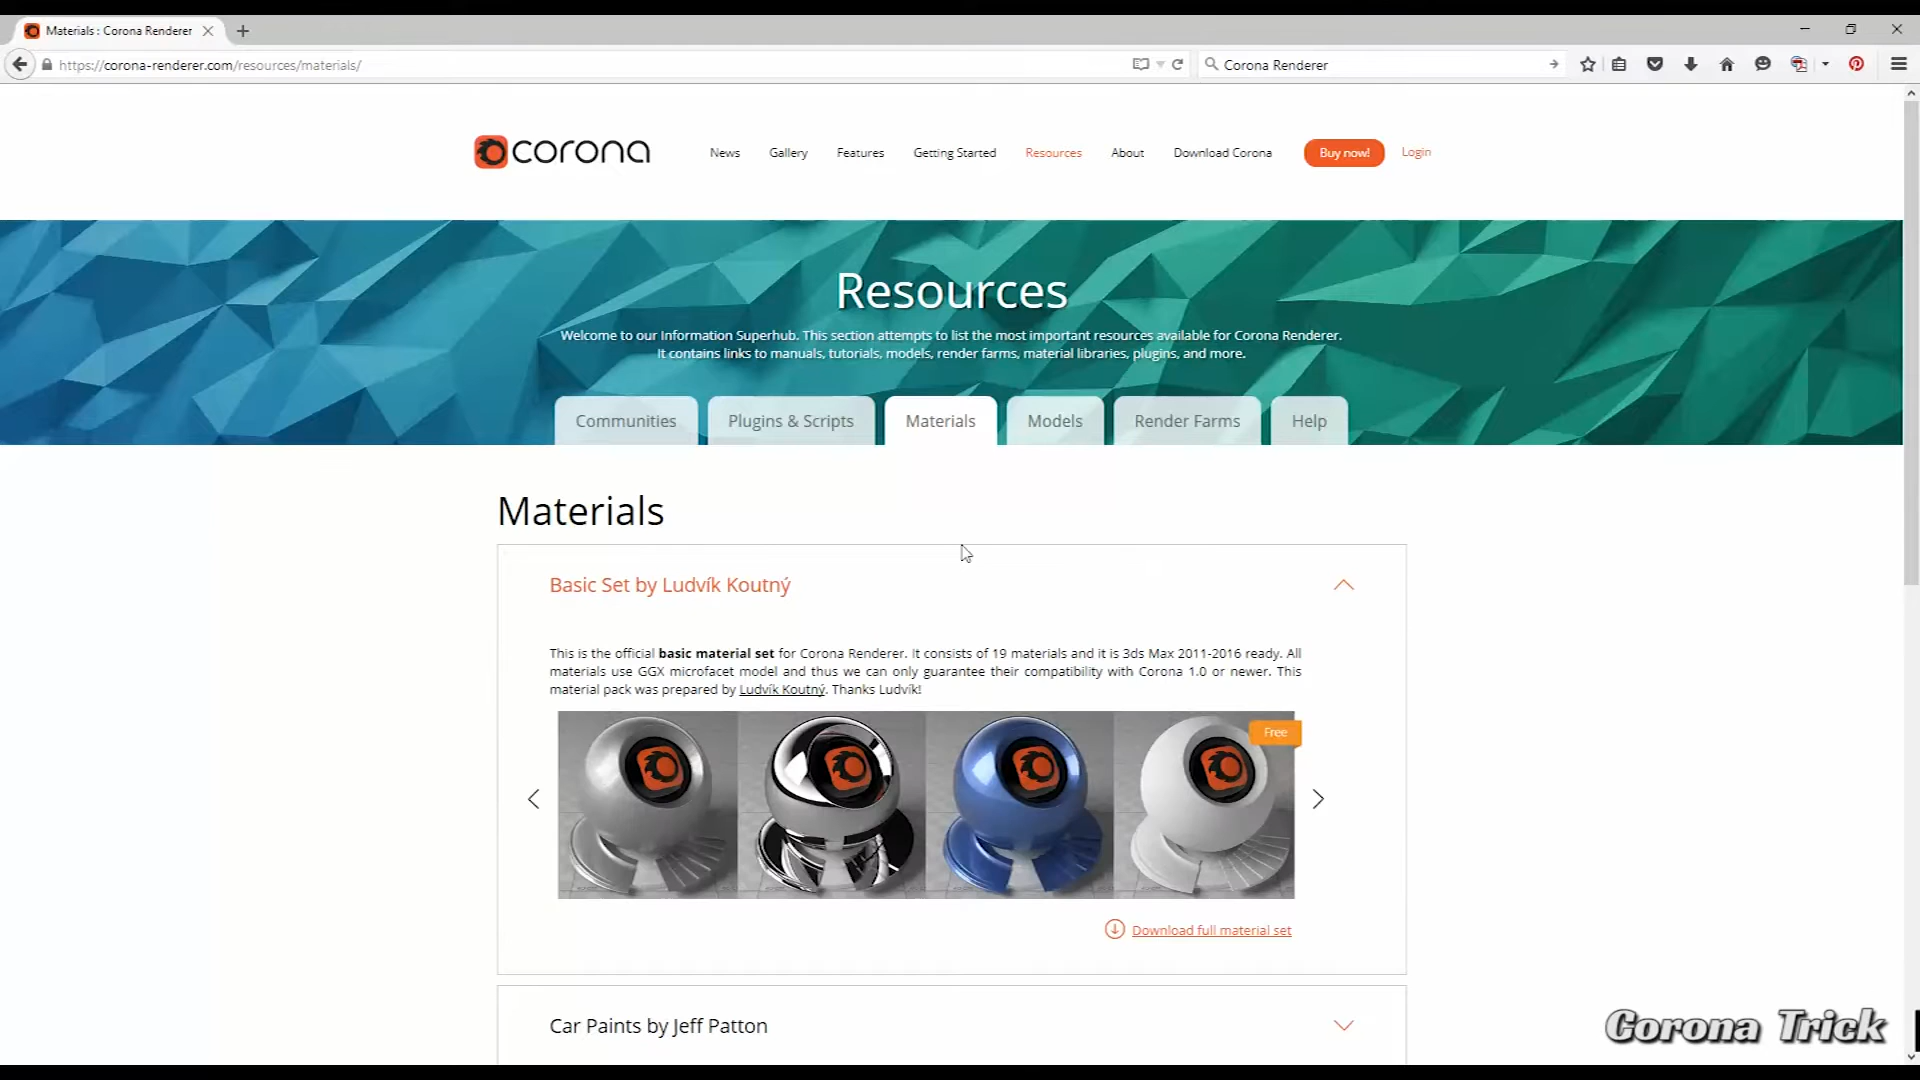 Materials : Corona Renderer
https://corona-renderer.com/resources/materials/
Corona Renderer
corona
News
Gallery
Features
Getting Started
Resources
About
Download Corona
Buy now!
Login
Resources
Welcome to our Information Superhub. This section attempts to list the most important resources available for Corona Renderer.
It contains links to manuals, tutorials, models, render farms, material libraries, plugins, and more.
Communities
Plugins & Scripts
Materials
Models
Render Farms
Help
Materials
Basic Set by Ludvík Koutný
This is the official basic material set for Corona Renderer. It consists of 19 materials and it is 3ds Max 2011-2016 ready. All
materials use GGX microfacet model and thus we can only guarantee their compatibility with Corona 1.0 or newer. This
material pack was prepared by Ludvík Koutný. Thanks Ludvík!
Free
Download full material set
Car Paints by Jeff Patton
Corona Trick